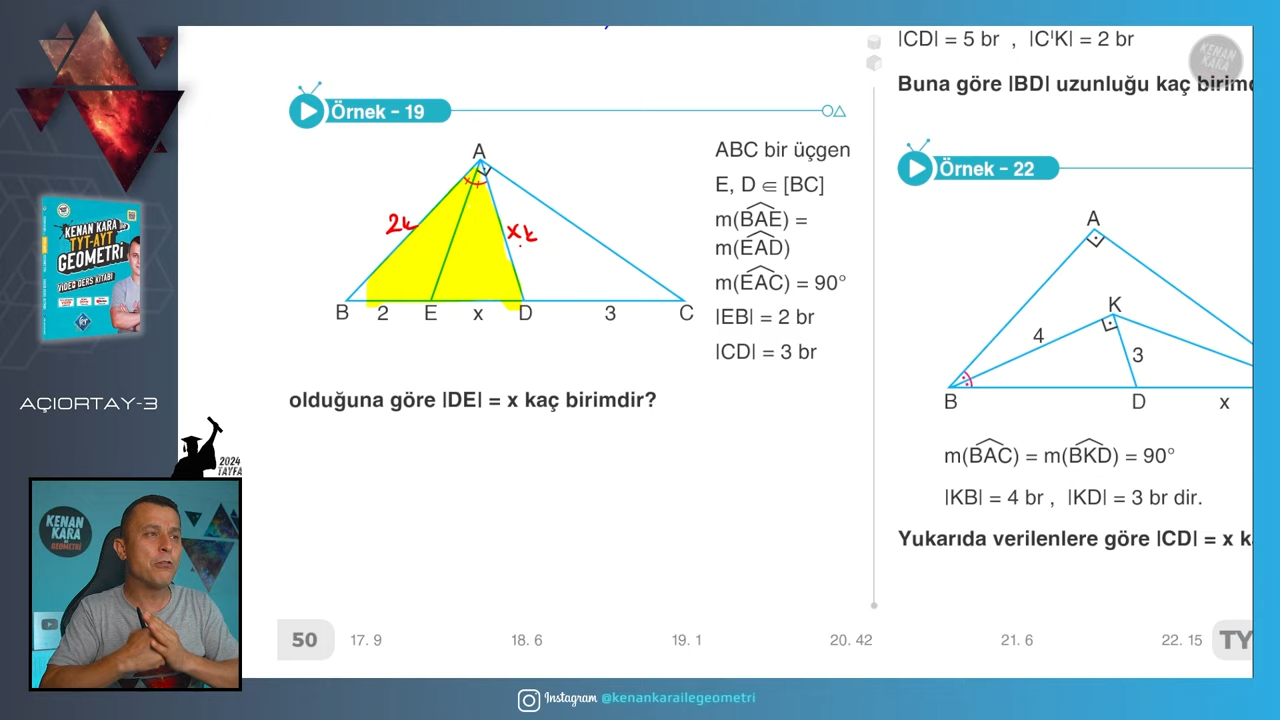 |CD| = 5 br , |C'K| = 2 br
Buna göre |BD| uzunluğu kaç birimd
KENAN
KARA
Örnek – 19
A
2k
xk
B 2 E x D 3 C
ABC bir üçgen
E, D ∈ [BC]
m(BAE) =
m(EAD)
m(EAC) = 90°
|EB| = 2 br
|CD| = 3 br
olduğuna göre |DE| = x kaç birimdir?
Örnek – 22
A
K
4
3
B D x
m(BAC) = m(BKD) = 90°
|KB| = 4 br , |KD| = 3 br dir.
Yukarıda verilenlere göre |CD| = x k
KENAN KARA
TYT-AYT
GEOMETRİ
VİDEO DERS KİTABI
AÇIORTAY-3
2024
TAYFA
KENAN
KARA
GEOMETRİ
50 17. 9 18. 6 19. 1 20. 42 21. 6 22. 15 TY
Instagram @kenankarailegeometri